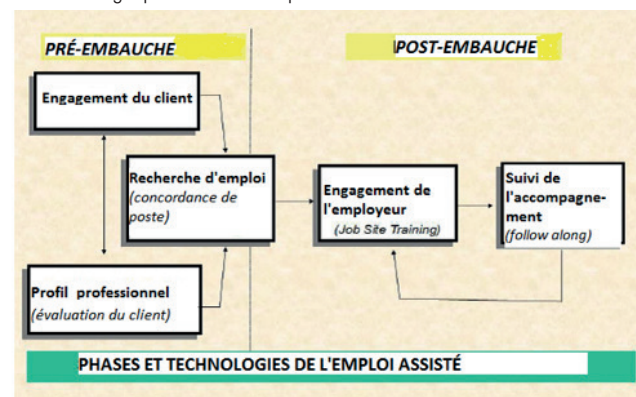 PRÉ-EMBAUCHE
POST-EMBAUCHE
Engagement du client
Recherche d'emploi
(concordance de
poste)
Engagement de
l'employeur
(Job Site Training)
Suivi de
l'accompagne-
ment
(follow along)
Profil professionnel
(évaluation du client)
PHASES ET TECHNOLOGIES DE L'EMPLOI ASSISTÉ